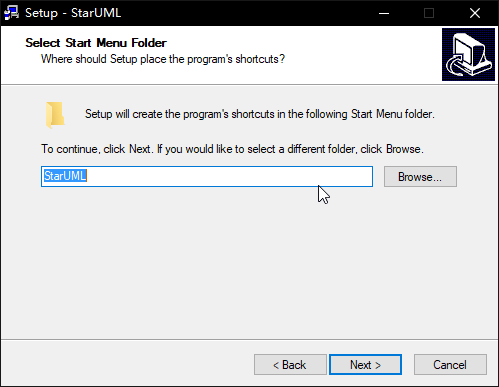 Setup - StarUML
Select Start Menu Folder
Where should Setup place the program's shortcuts?
Setup will create the program's shortcuts in the following Start Menu folder.
To continue, click Next. If you would like to select a different folder, click Browse.
StarUML
Browse...
< Back
Next >
Cancel